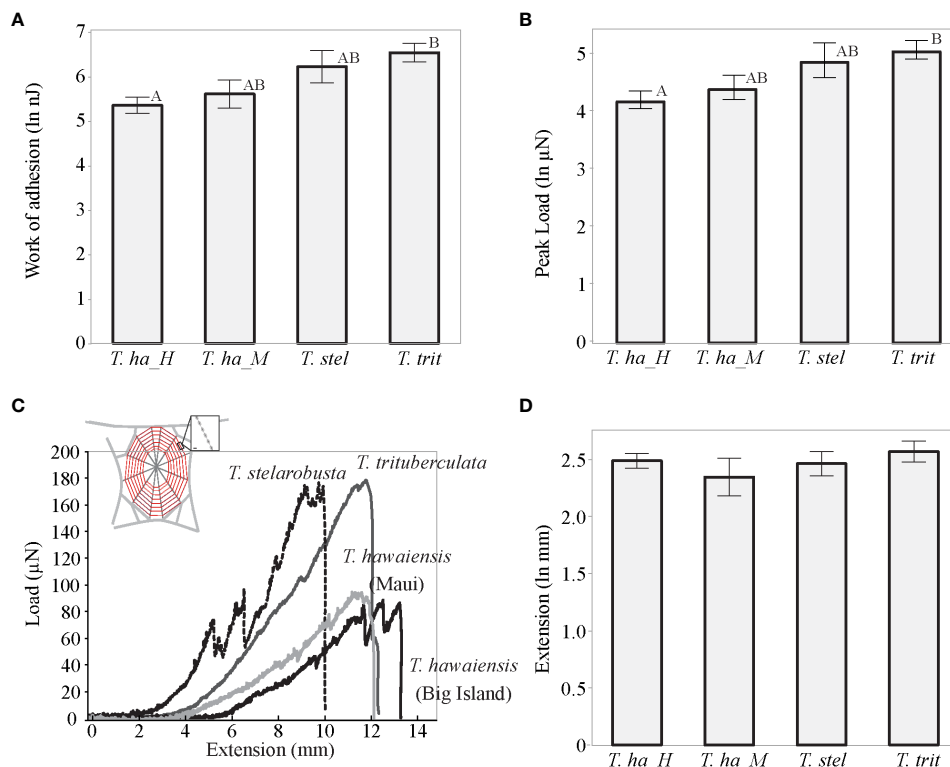 A
Work of adhesion (ln nJ)
7
6
5
4
3
2
1
0
A
AB
AB
B
T. ha_H
T. ha_M
T. stel
T. trit
B
Peak Load (ln μN)
5
4
3
2
1
0
A
AB
AB
B
T. ha_H
T. ha_M
T. stel
T. trit
C
Load (μN)
200
180
160
140
120
100
80
60
40
20
0
T. stelarobusta
T. trituberculata
T. hawaiensis
(Maui)
T. hawaiensis
(Big Island)
0 2 4 6 8 10 12 14
Extension (mm)
D
Extension (ln mm)
2.5
2.0
1.5
1.0
0.5
0
T. ha_H
T. ha_M
T. stel
T. trit